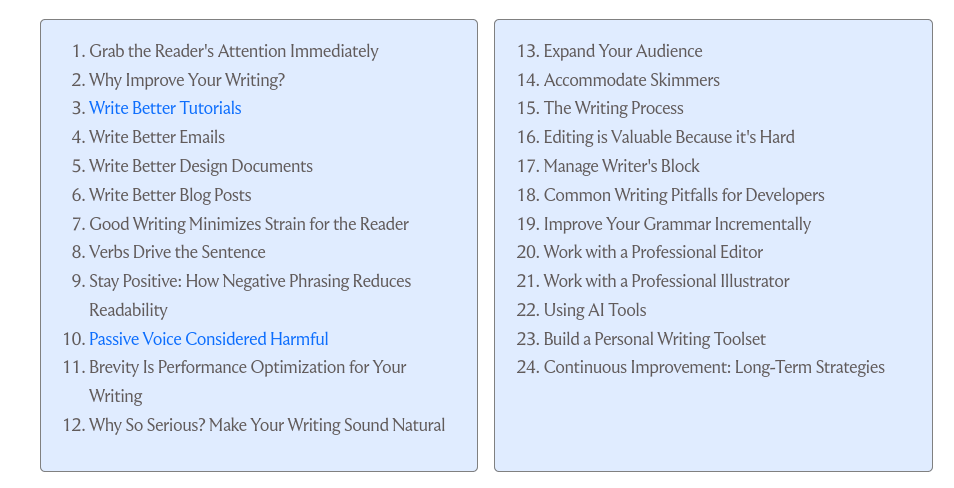 1. Grab the Reader's Attention Immediately
2. Why Improve Your Writing?
3. Write Better Tutorials
4. Write Better Emails
5. Write Better Design Documents
6. Write Better Blog Posts
7. Good Writing Minimizes Strain for the Reader
8. Verbs Drive the Sentence
9. Stay Positive: How Negative Phrasing Reduces
Readability
10. Passive Voice Considered Harmful
11. Brevity Is Performance Optimization for Your
Writing
12. Why So Serious? Make Your Writing Sound Natural
13. Expand Your Audience
14. Accommodate Skimmers
15. The Writing Process
16. Editing is Valuable Because it's Hard
17. Manage Writer's Block
18. Common Writing Pitfalls for Developers
19. Improve Your Grammar Incrementally
20. Work with a Professional Editor
21. Work with a Professional Illustrator
22. Using AI Tools
23. Build a Personal Writing Toolset
24. Continuous Improvement: Long-Term Strategies